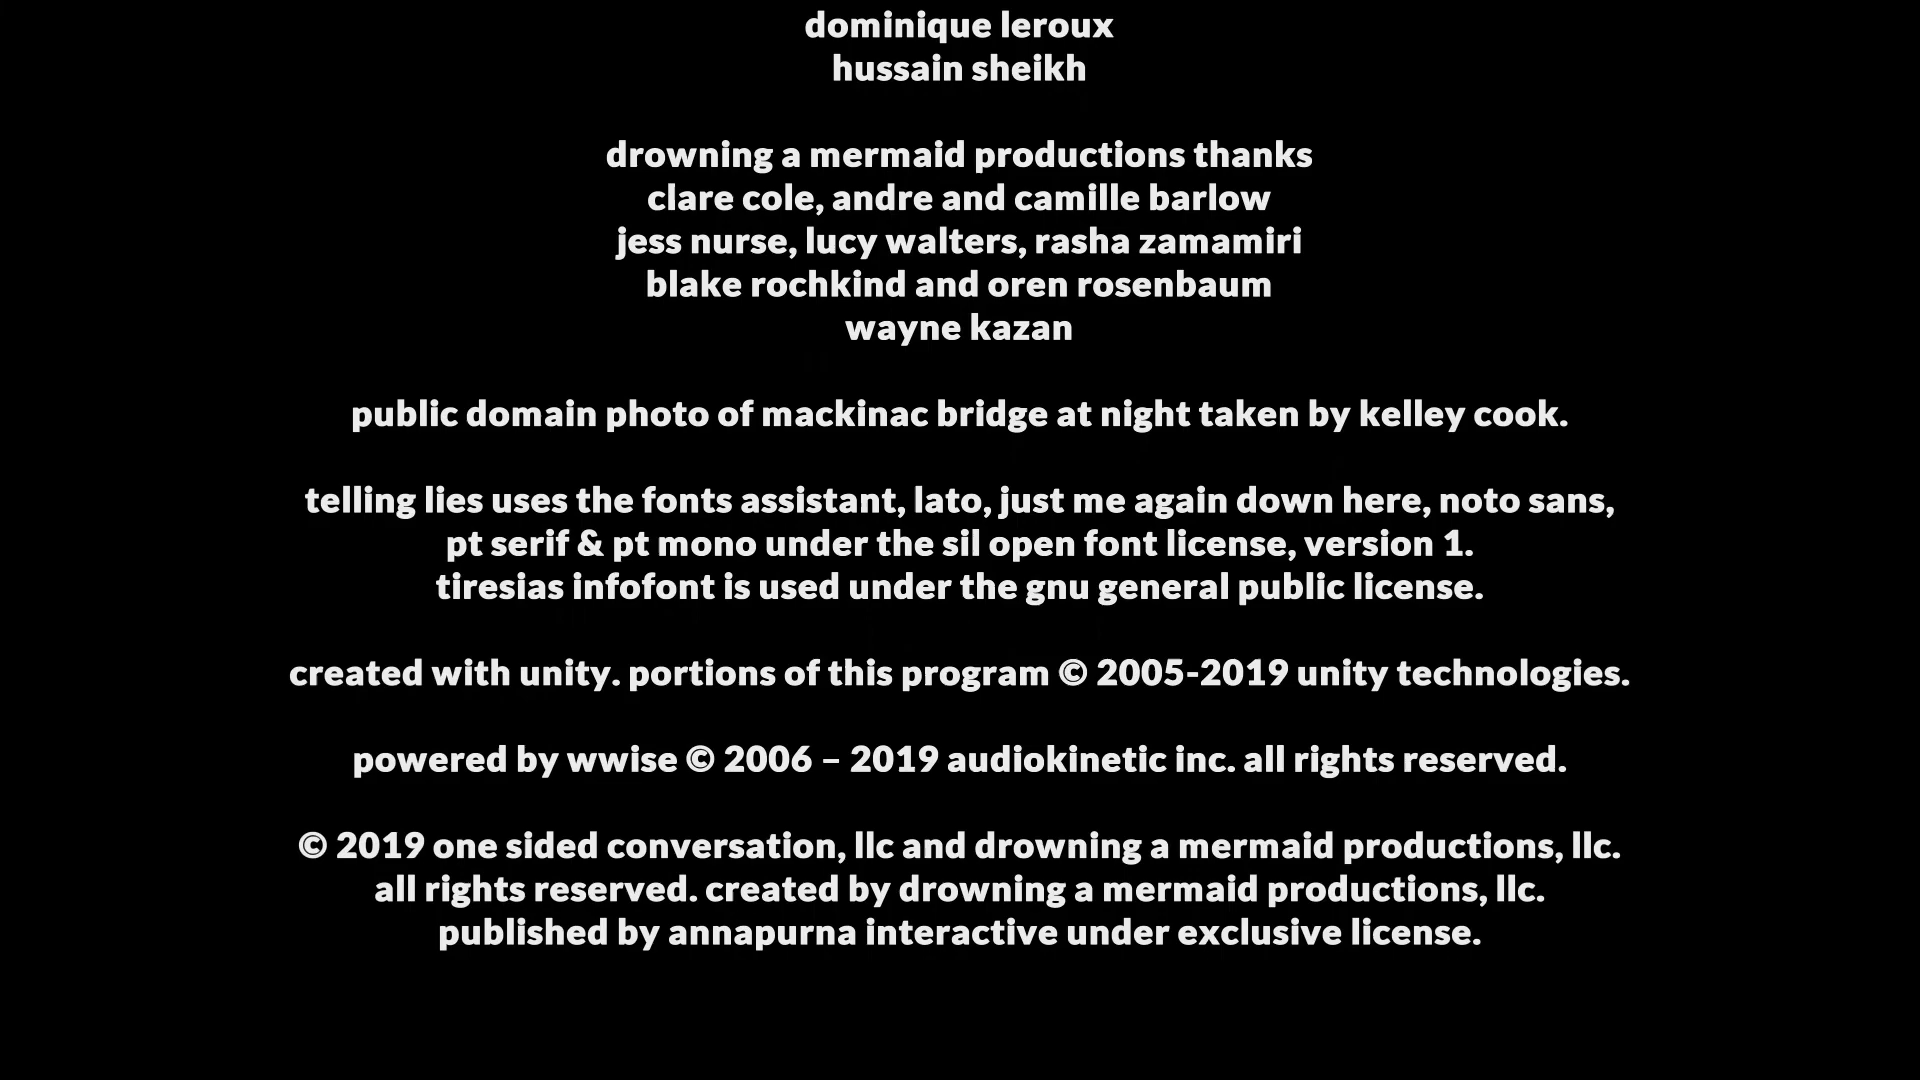 dominique leroux
hussain sheikh
drowning a mermaid productions thanks
clare cole, andre and camille barlow
jess nurse, lucy walters, rasha zamamiri
blake rochkind and oren rosenbaum
wayne kazan
public domain photo of mackinac bridge at night taken by kelley cook.
telling lies uses the fonts assistant, lato, just me again down here, noto sans,
pt serif & pt mono under the sil open font license, version 1.
tiresias infofont is used under the gnu general public license.
created with unity. portions of this program © 2005-2019 unity technologies.
powered by wwise © 2006 – 2019 audiokinetic inc. all rights reserved.
© 2019 one sided conversation, llc and drowning a mermaid productions, llc.
all rights reserved. created by drowning a mermaid productions, llc.
published by annapurna interactive under exclusive license.